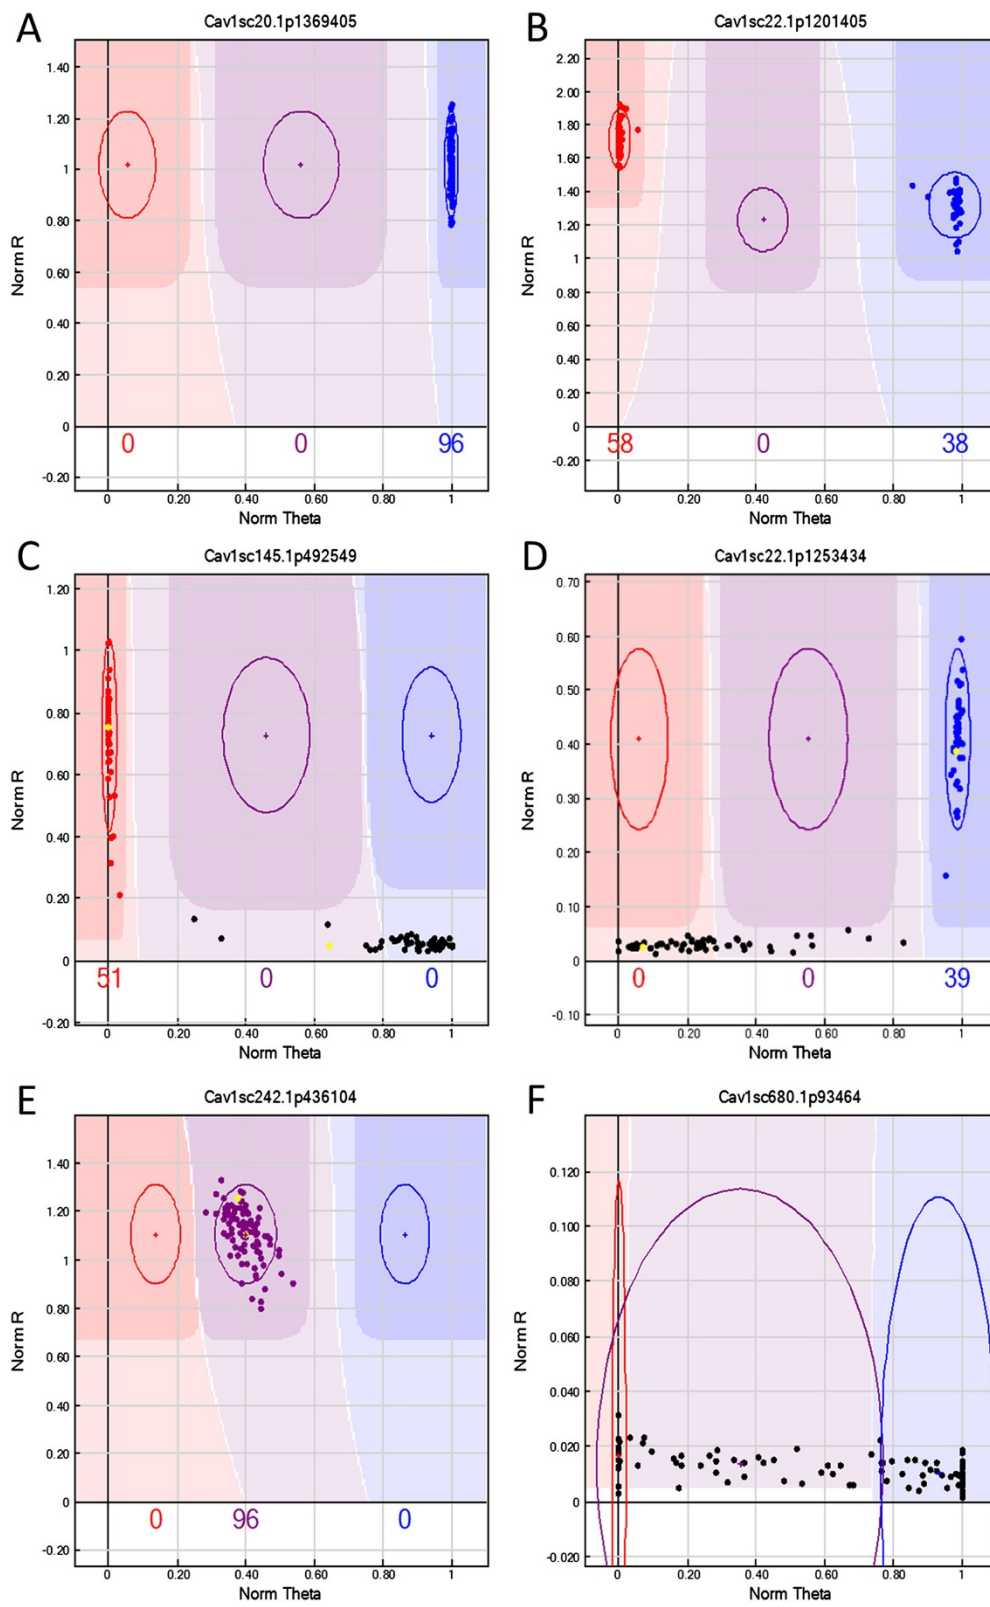 A
Cav1sc20.1p1369405
1.40
1.20
1
0.80
0.60
0.40
0.20
0
-0.20
Norm R
0 0 96
0 0.20 0.40 0.60 0.80 1
Norm Theta
B
Cav1sc22.1p1201405
2.20
2
1.80
1.60
1.40
1.20
1
0.80
0.60
0.40
0.20
0
-0.20
Norm R
58 0 38
0 0.20 0.40 0.60 0.80 1
Norm Theta
C
Cav1sc145.1p492549
1.20
1
0.80
0.60
0.40
0.20
0
-0.20
Norm R
51 0 0
0 0.20 0.40 0.60 0.80 1
Norm Theta
D
Cav1sc22.1p1253434
0.70
0.60
0.50
0.40
0.30
0.20
0.10
0
-0.10
Norm R
0 0 39
0 0.20 0.40 0.60 0.80 1
Norm Theta
E
Cav1sc242.1p436104
1.40
1.20
1
0.80
0.60
0.40
0.20
0
-0.20
Norm R
0 96 0
0 0.20 0.40 0.60 0.80 1
Norm Theta
F
Cav1sc680.1p93464
0.120
0.100
0.080
0.060
0.040
0.020
0
-0.020
Norm R
0 0.20 0.40 0.60 0.80 1
Norm Theta